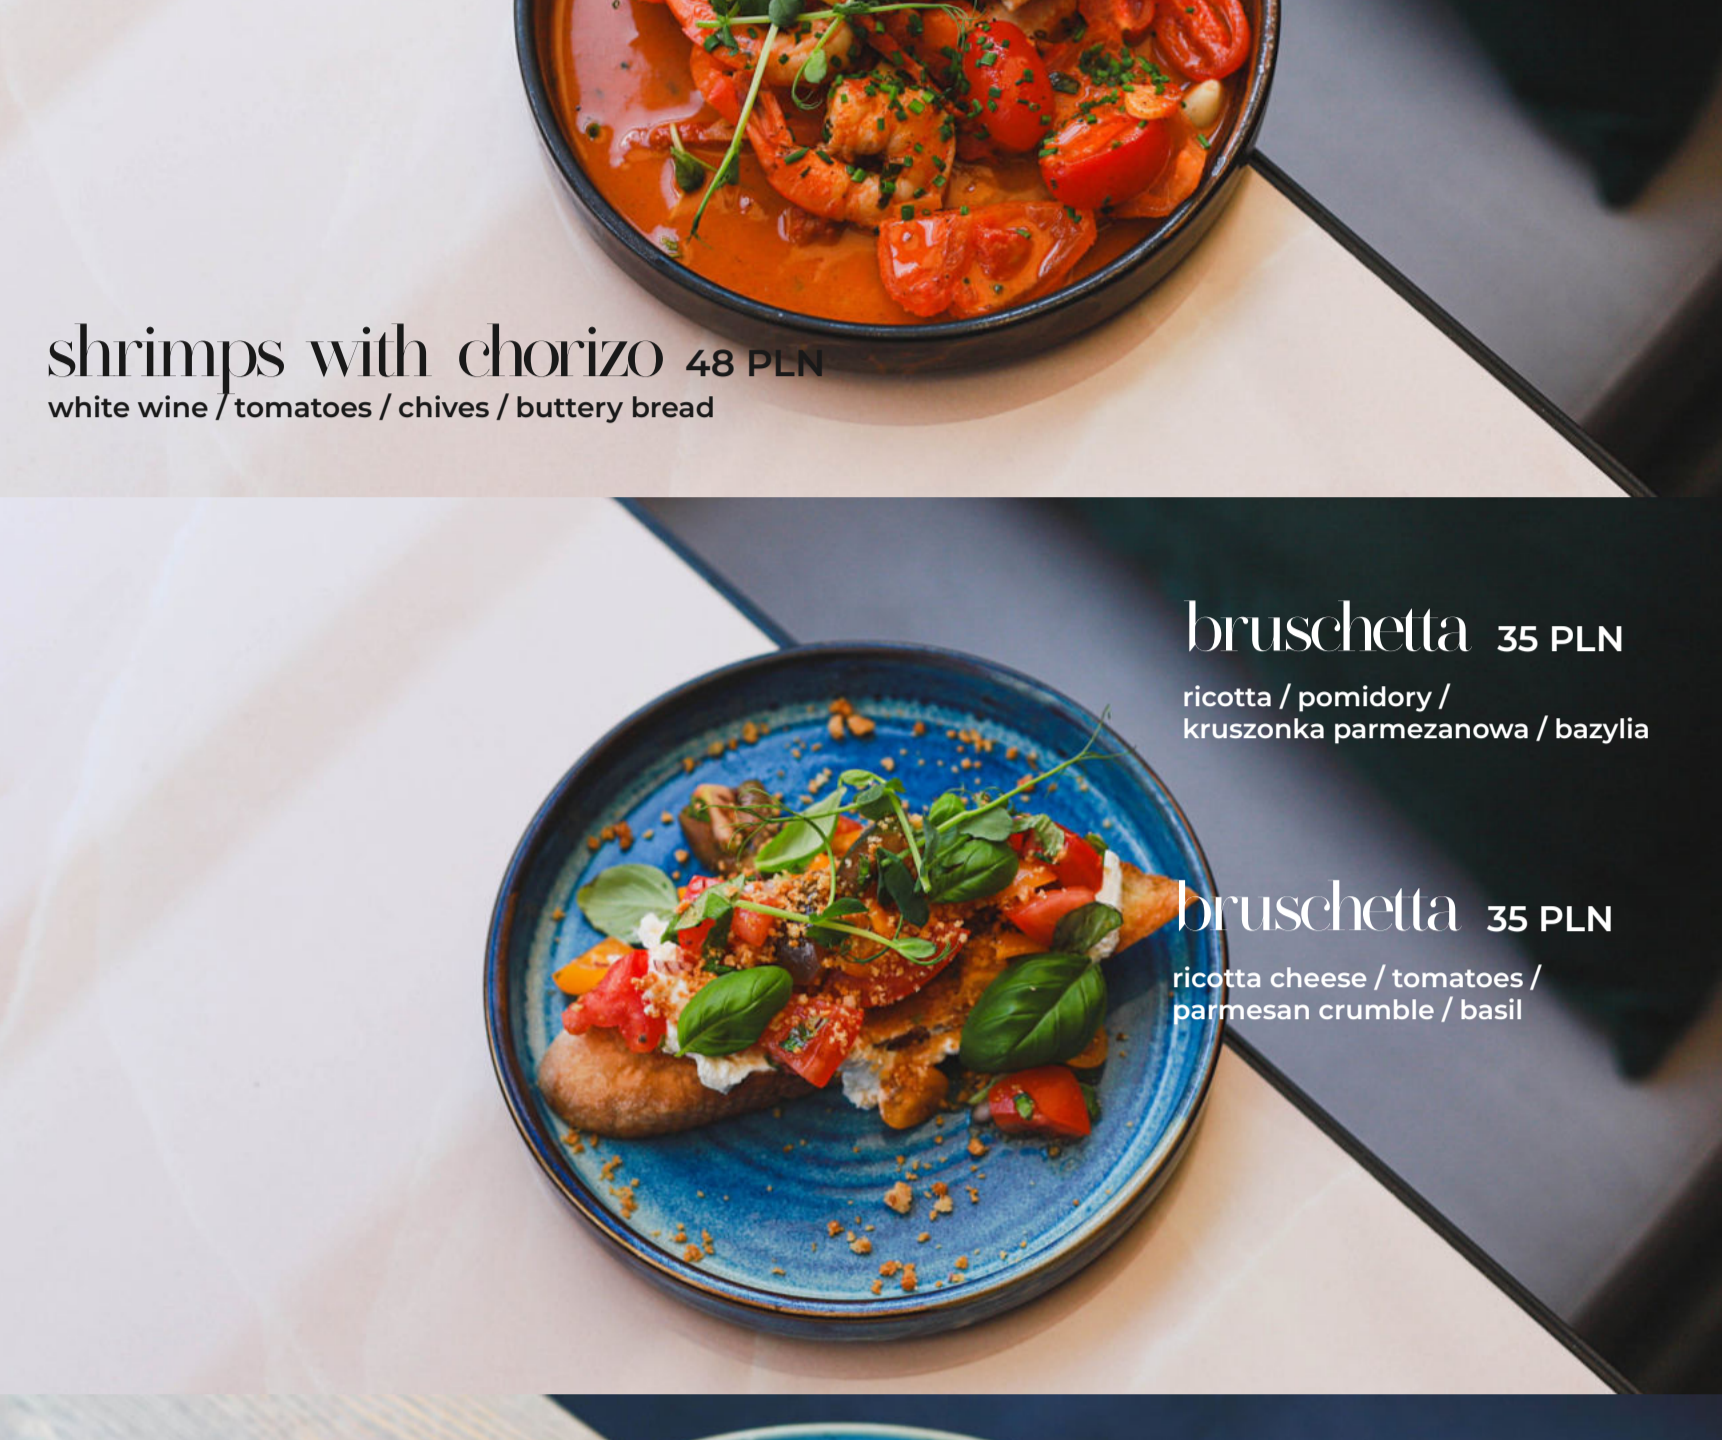 shrimps with chorizo 48 PLN
white wine / tomatoes / chives / buttery bread
bruschetta 35 PLN
ricotta / pomidory /
kruszonka parmezanowa / bazylia
bruschetta 35 PLN
ricotta cheese / tomatoes /
parmesan crumble / basil